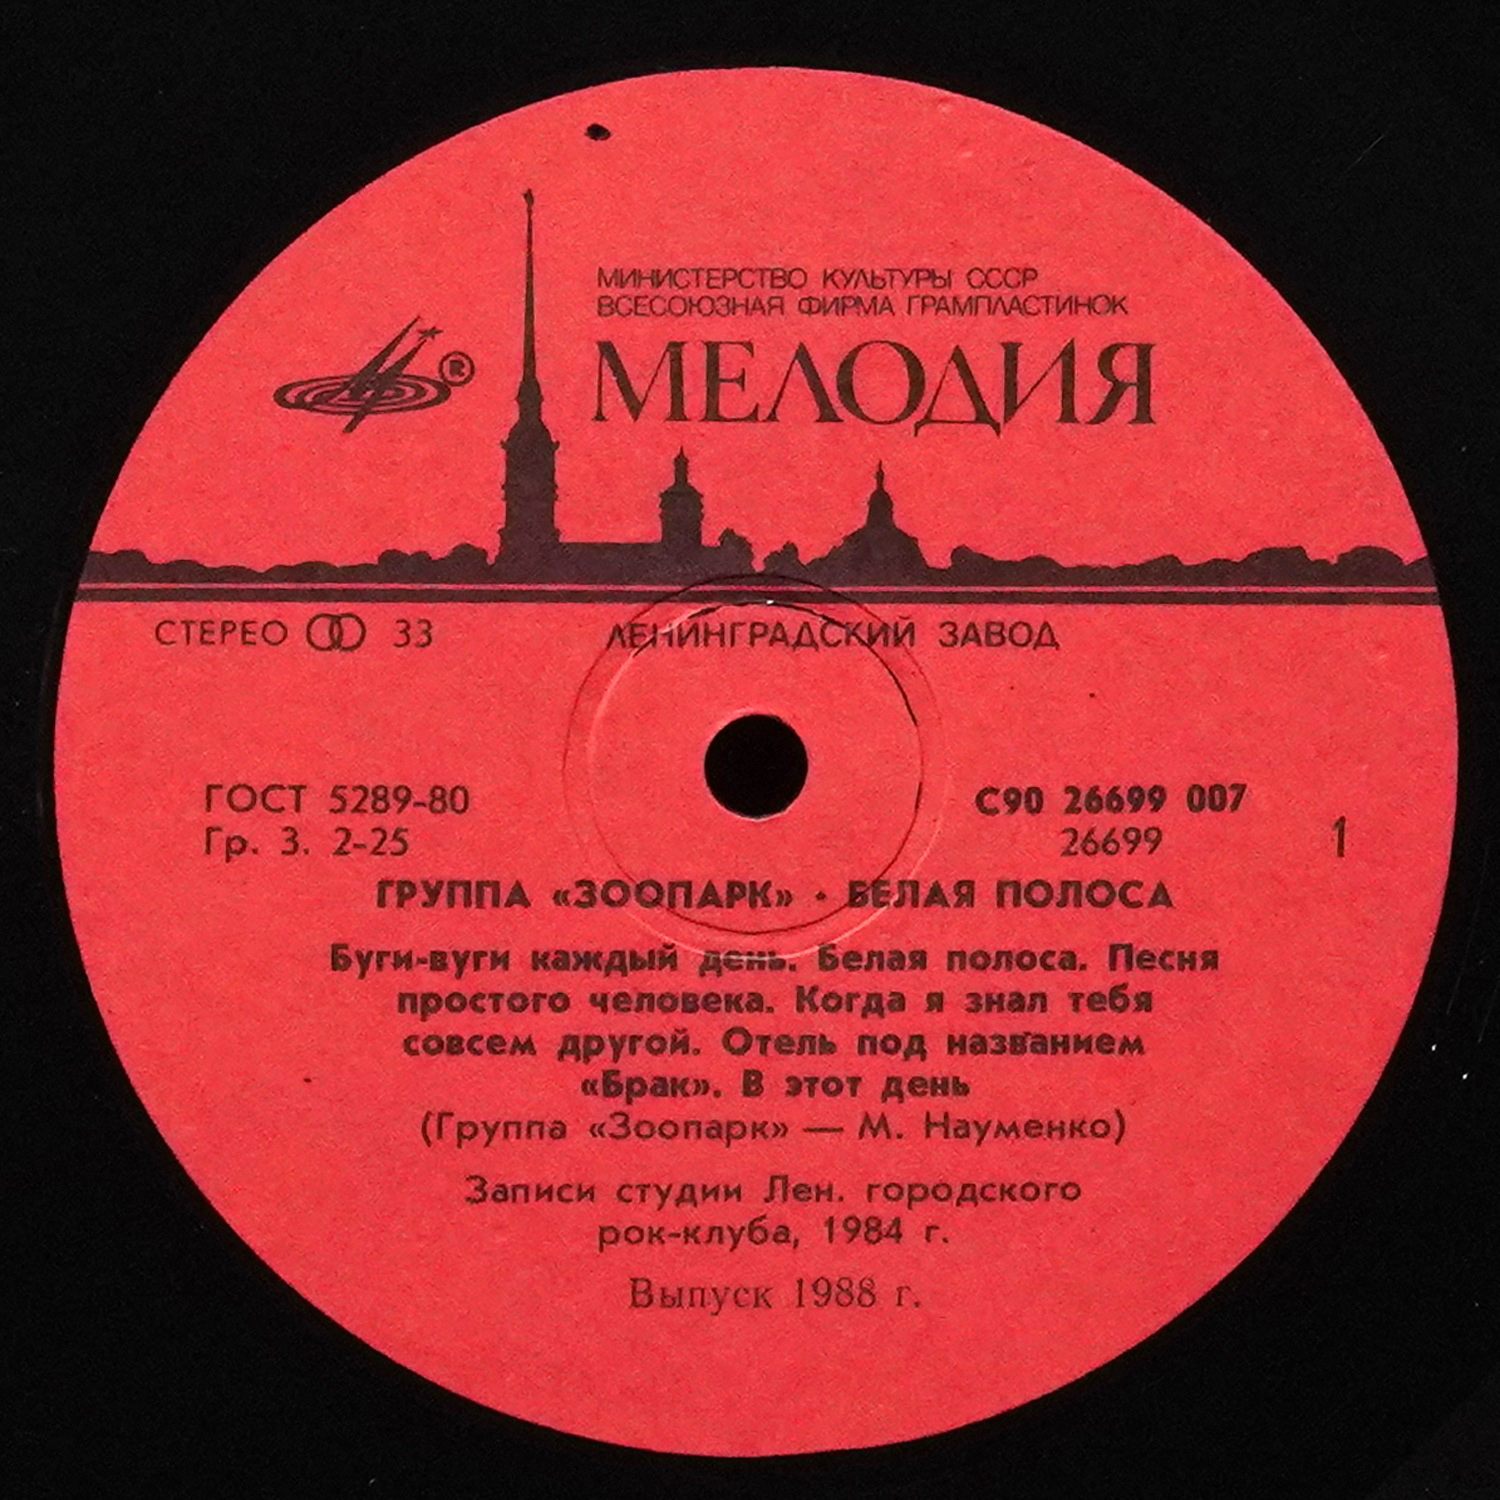 МИНИСТЕРСТВО КУЛЬТУРЫ СССР
ВСЕСОЮЗНАЯ ФИРМА ГРАМПЛАСТИНОК
®
МЕЛОДИЯ
СТЕРЕО 33
ЛЕНИНГРАДСКИЙ ЗАВОД
ГОСТ 5289-80
Гр. 3. 2-25
С90 26699 007
26699
1
ГРУППА «ЗООПАРК» · БЕЛАЯ ПОЛОСА
Буги-вуги каждый день. Белая полоса. Песня
простого человека. Когда я знал тебя
совсем другой. Отель под названием
«Брак». В этот день
(Группа «Зоопарк» — М. Науменко)
Записи студии Лен. городского
рок-клуба, 1984 г.
Выпуск 1988 г.